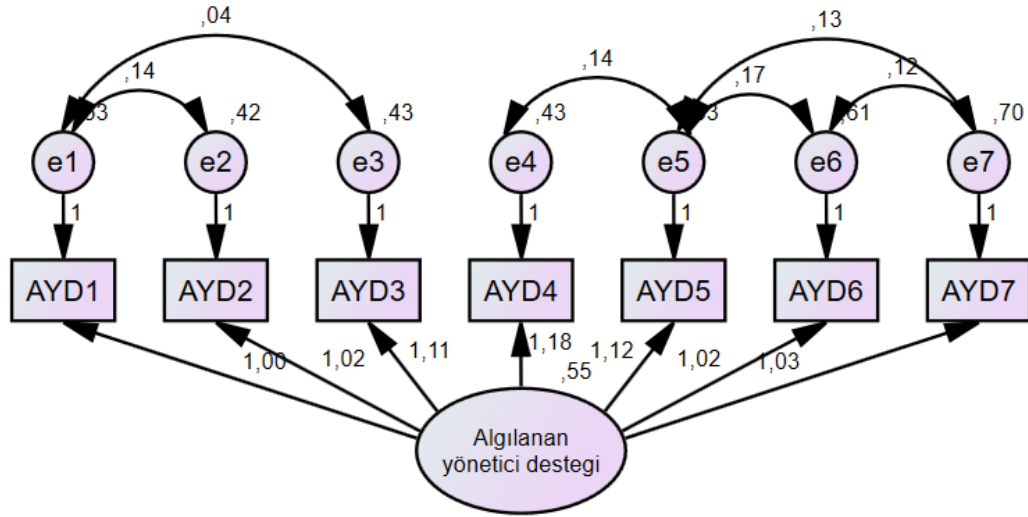 ,04
,13
,14
,14
,17
,12
,42
,43
,43
,61
,70
e1
e2
e3
e4
e5
e6
e7
1
1
1
1
1
1
1
AYD1
AYD2
AYD3
AYD4
AYD5
AYD6
AYD7
1,00
1,02
1,11
1,18
1,12
1,02
1,03
,55
Algılanan
yönetici destegi